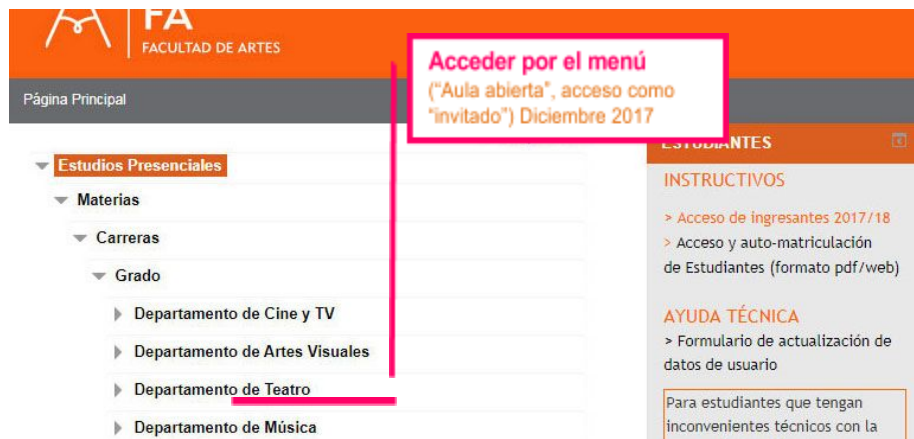 FA
FACULTAD DE ARTES
Acceder por el menú
("Aula abierta", acceso como
"invitado") Diciembre 2017
Página Principal
Estudios Presenciales
Materias
Carreras
Grado
Departamento de Cine y TV
Departamento de Artes Visuales
Departamento de Teatro
Departamento de Música
ESTUDIANTES
INSTRUCTIVOS
> Acceso de ingresantes 2017/18
> Acceso y auto-matriculación
de Estudiantes (formato pdf/web)
AYUDA TÉCNICA
> Formulario de actualización de
datos de usuario
Para estudiantes que tengan
inconvenientes técnicos con la